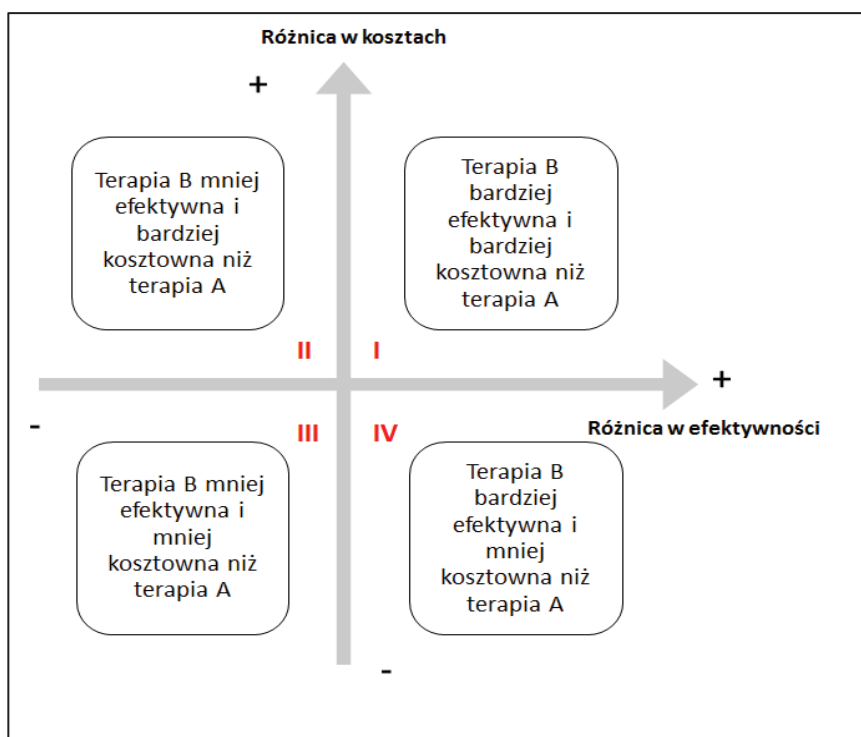 Różnica w kosztach
+
Terapia B mniej
efektywna i
bardziej
kosztowna niż
terapia A
Terapia B
bardziej
efektywna i
bardziej
kosztowna niż
terapia A
II
I
+
-
III
IV
Różnica w efektywności
Terapia B mniej
efektywna i
mniej
kosztowna niż
terapia A
Terapia B
bardziej
efektywna i
mniej
kosztowna niż
terapia A
-